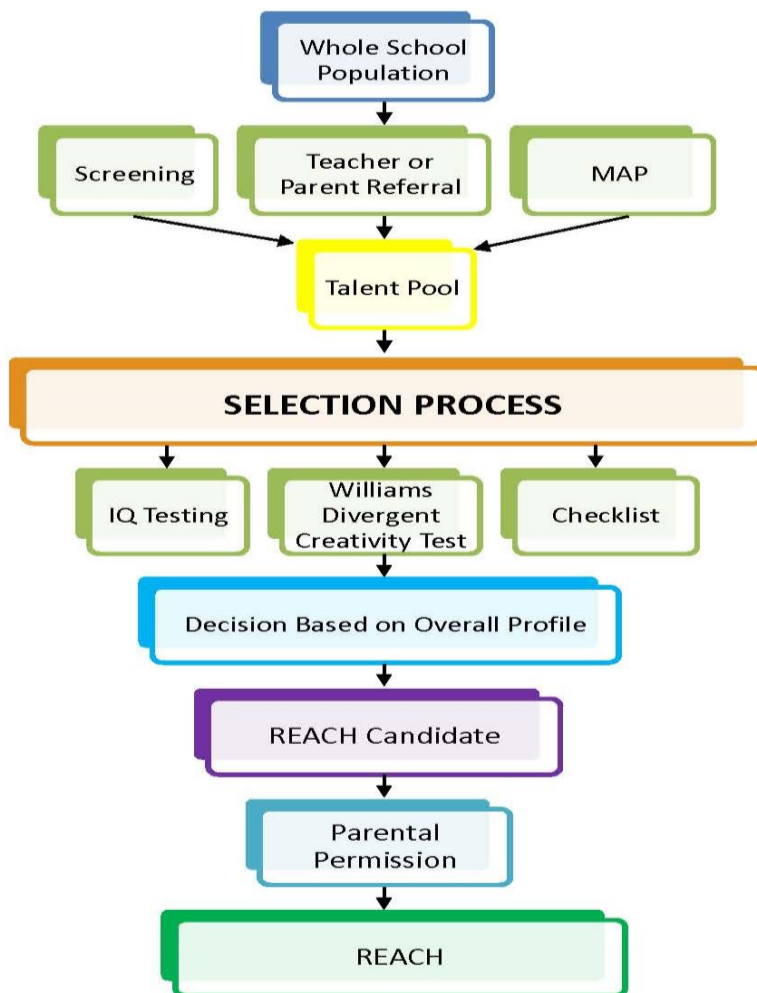 Whole School
Population
Screening
Teacher or
Parent Referral
MAP
Talent Pool
SELECTION PROCESS
IQ Testing
Williams
Divergent
Creativity Test
Checklist
Decision Based on Overall Profile
REACH Candidate
Parental
Permission
REACH